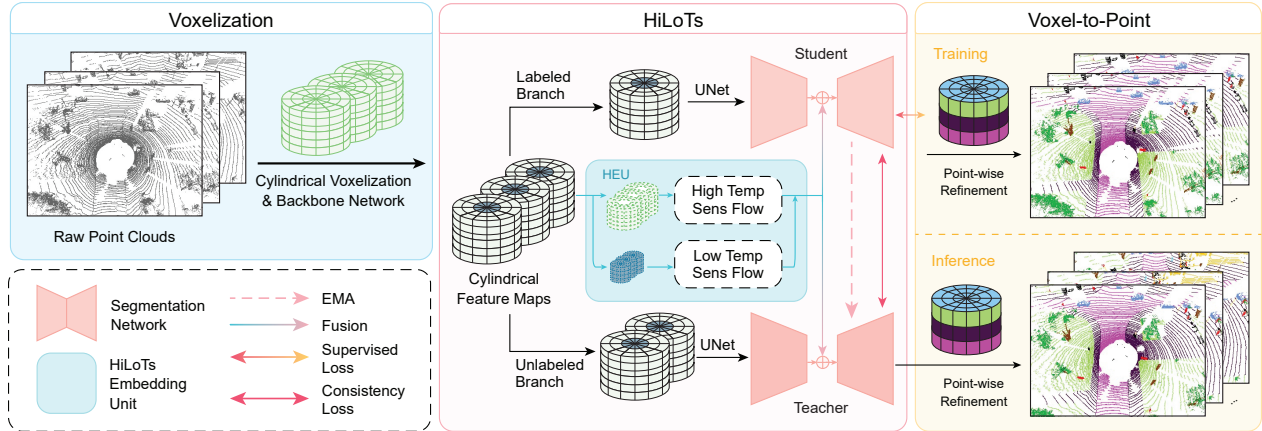 Voxelization
Raw Point Clouds
Cylindrical Voxelization
& Backbone Network
Segmentation
Network
HiLoTs
Embedding
Unit
EMA
Fusion
Supervised
Loss
Consistency
Loss
HiLoTs
Labeled
Branch
UNet
Student
HEU
High Temp
Sens Flow
Low Temp
Sens Flow
Cylindrical
Feature Maps
Unlabeled
Branch
UNet
Teacher
Voxel-to-Point
Training
Point-wise
Refinement
Inference
Point-wise
Refinement